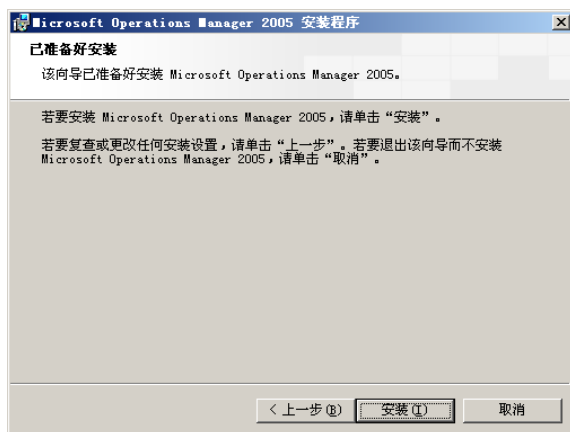 Microsoft Operations Manager 2005 安装程序
已准备好安装
该向导已准备好安装 Microsoft Operations Manager 2005。
若要安装 Microsoft Operations Manager 2005，请单击“安装”。
若要复查或更改任何安装设置，请单击“上一步”。若要退出该向导而不安装
Microsoft Operations Manager 2005，请单击“取消”。
< 上一步(B) 安装(I) 取消